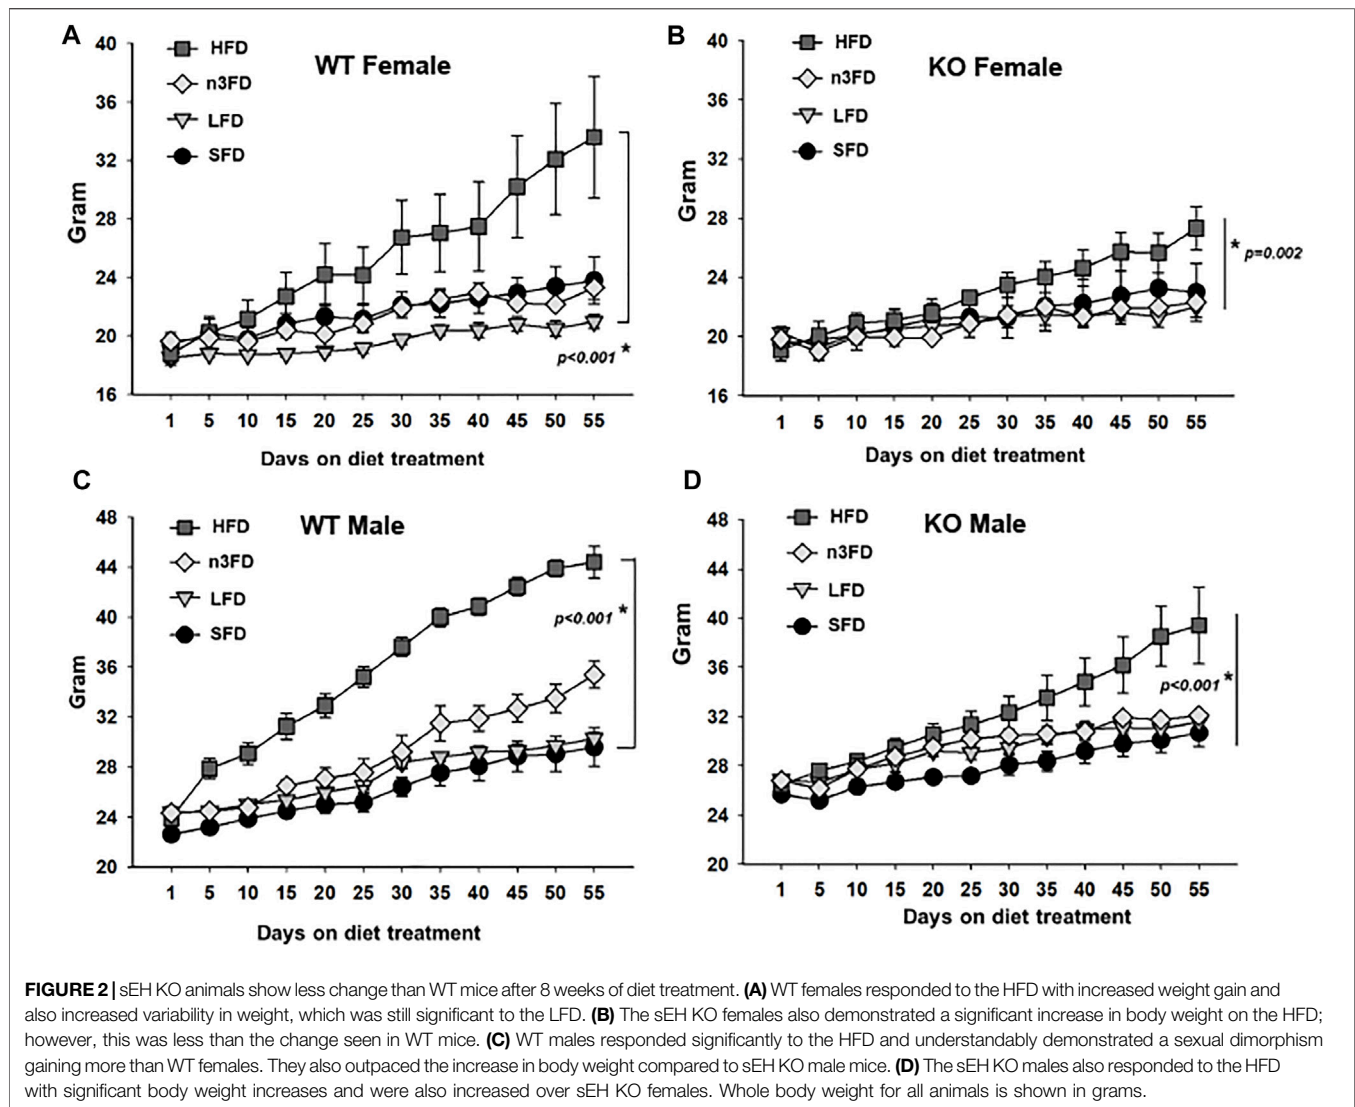 A
WT Female
HFD
n3FD
LFD
SFD
Gram
40
36
32
28
24
20
16
p<0.001 *
1 5 10 15 20 25 30 35 40 45 50 55
Days on diet treatment
B
KO Female
HFD
n3FD
LFD
SFD
Gram
40
36
32
28
24
20
16
* p=0.002
1 5 10 15 20 25 30 35 40 45 50 55
Days on diet treatment
C
WT Male
HFD
n3FD
LFD
SFD
Gram
48
44
40
36
32
28
24
20
p<0.001 *
1 5 10 15 20 25 30 35 40 45 50 55
Days on diet treatment
D
KO Male
HFD
n3FD
LFD
SFD
Gram
48
44
40
36
32
28
24
20
p<0.001 *
1 5 10 15 20 25 30 35 40 45 50 55
Days on diet treatment
FIGURE 2 | sEH KO animals show less change than WT mice after 8 weeks of diet treatment. (A) WT females responded to the HFD with increased weight gain and
also increased variability in weight, which was still significant to the LFD. (B) The sEH KO females also demonstrated a significant increase in body weight on the HFD;
however, this was less than the change seen in WT mice. (C) WT males responded significantly to the HFD and understandably demonstrated a sexual dimorphism
gaining more than WT females. They also outpaced the increase in body weight compared to sEH KO male mice. (D) The sEH KO males also responded to the HFD
with significant body weight increases and were also increased over sEH KO females. Whole body weight for all animals is shown in grams.